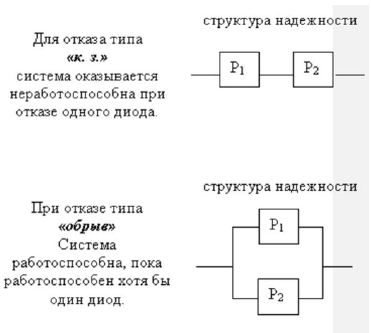 структура надежности
Для отказа типа
«к. з.»
система оказывается
неработоспособна при
отказе одного диода.
P1
P2
структура надежности
При отказе типа
«обрыв»
Система
работоспособна, пока
работоспособен хотя бы
один диод.
P1
P2